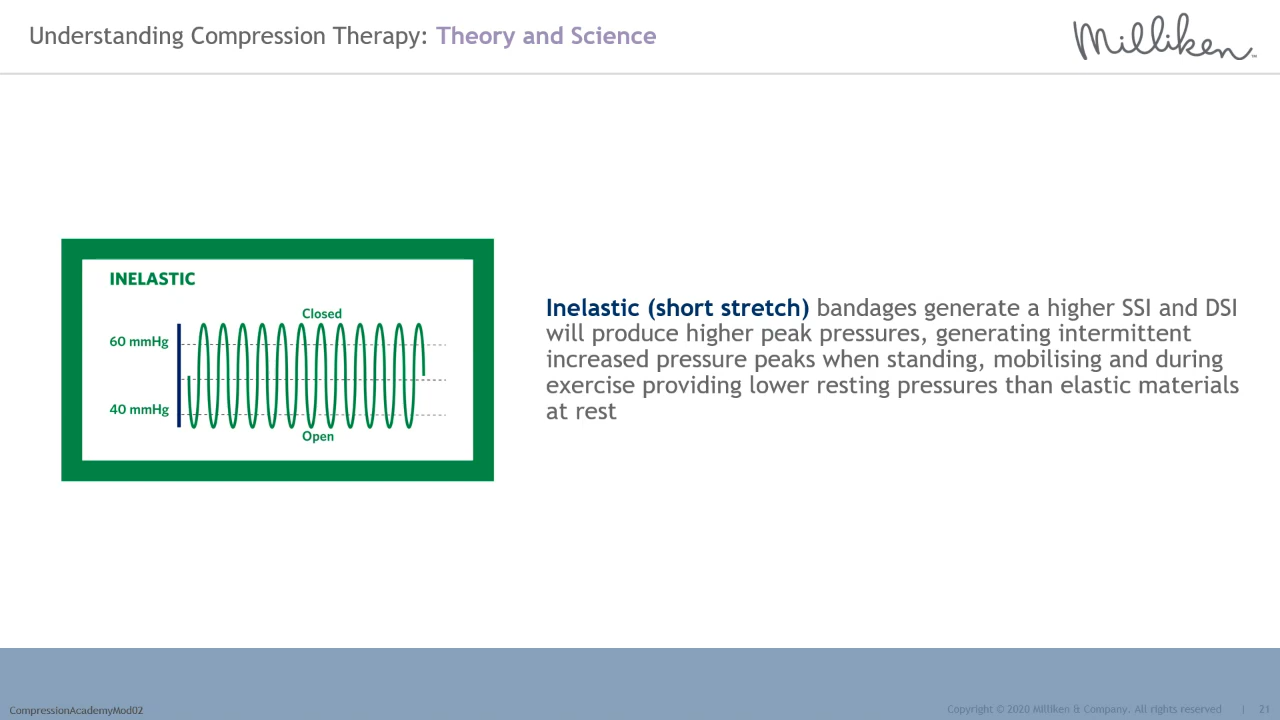 Understanding Compression Therapy: Theory and Science
Milliken™
INELASTIC
Closed
60 mmHg
40 mmHg
Open
Inelastic (short stretch) bandages generate a higher SSI and DSI
will produce higher peak pressures, generating intermittent
increased pressure peaks when standing, mobilising and during
exercise providing lower resting pressures than elastic materials
at rest
CompressionAcademyMod02
Copyright © 2020 Milliken & Company. All rights reserved | 21